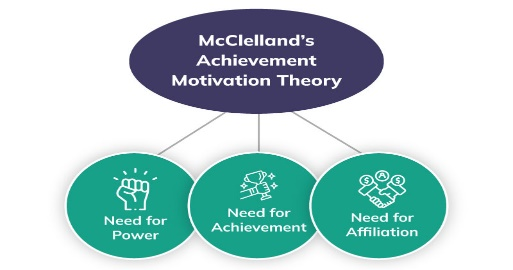 McClelland's
Achievement
Motivation Theory
Need for
Power
Need for
Achievement
$
A
$
Need for
Affiliation